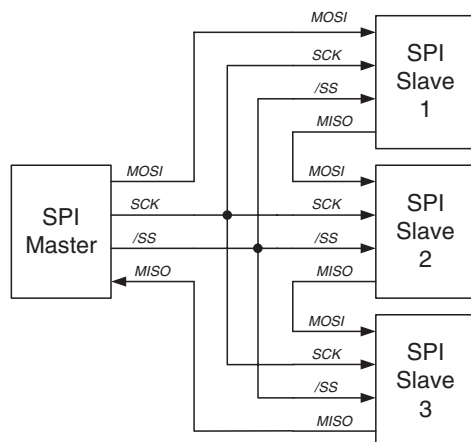 MOSI
SCK
/SS
MISO
SPI
Slave
1
MOSI
SCK
/SS
MISO
SPI
Master
MOSI
SCK
/SS
MISO
SPI
Slave
2
MOSI
SCK
/SS
MISO
SPI
Slave
3